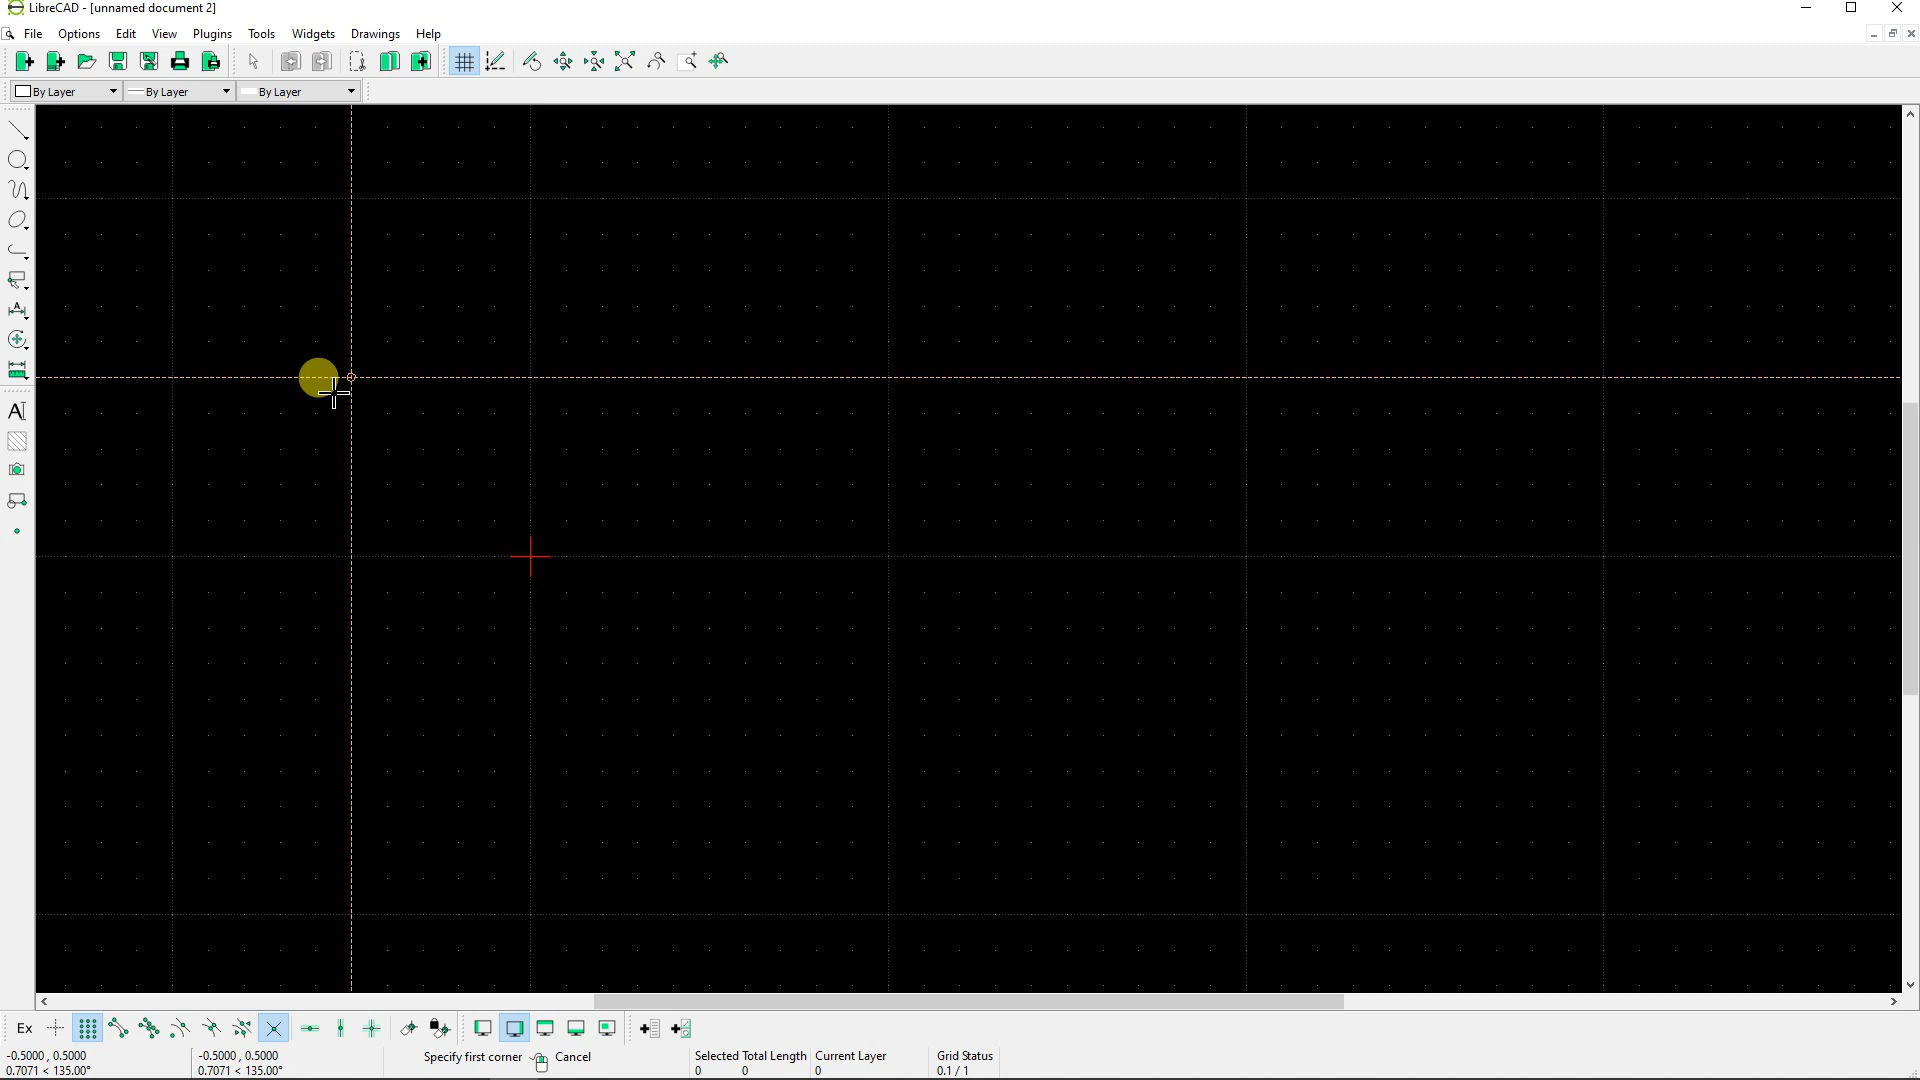 LibreCAD - [unnamed document 2]
File Options Edit View Plugins Tools Widgets Drawings Help
By Layer By Layer By Layer
A
AI
Ex
-0.5000 , 0.5000 -0.5000 , 0.5000 Specify first corner Cancel Selected Total Length Current Layer Grid Status
0.7071 < 135.00° 0.7071 < 135.00° 0 0 0 0.1 / 1